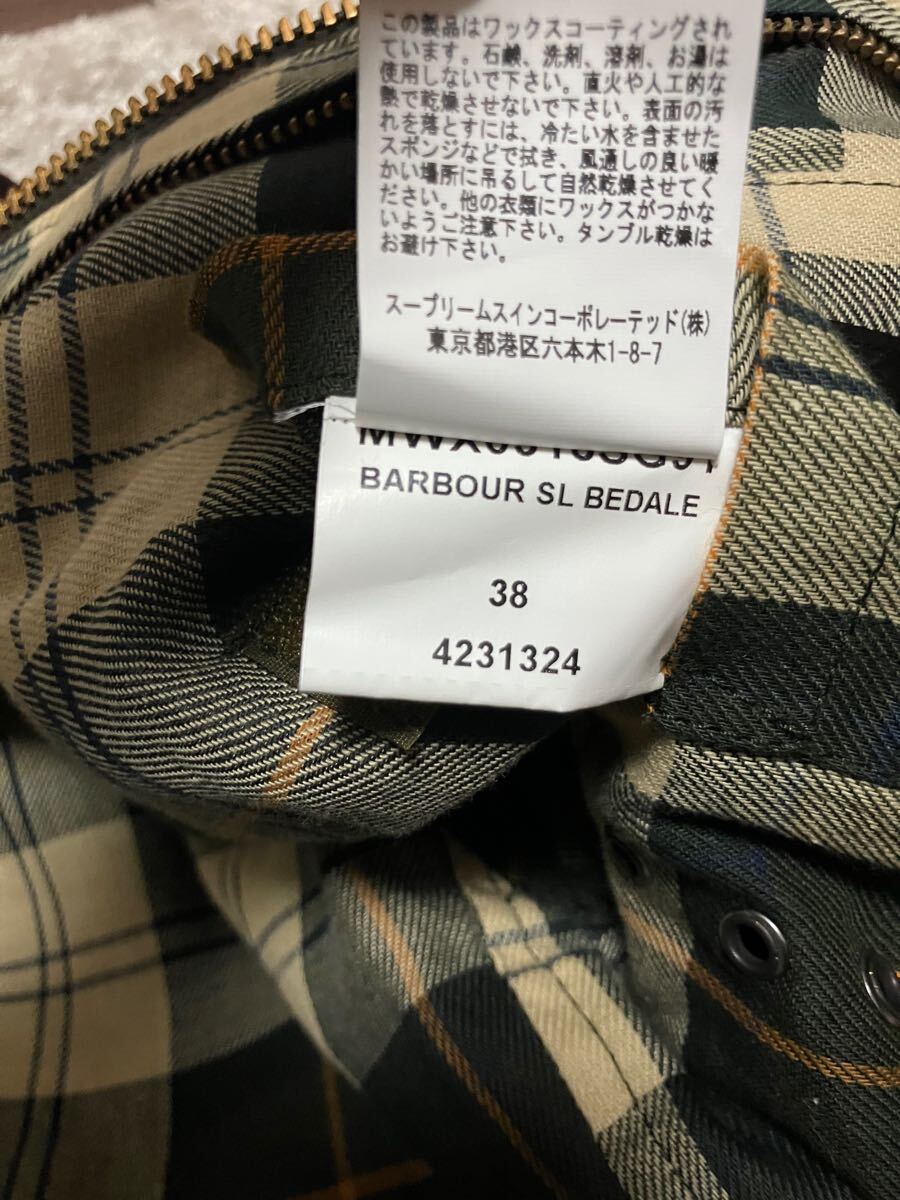 この製品はワックスコーティングされ
ています。石鹸、洗剤、溶剤、お湯は
使用しないで下さい。直火や人工的な
熱で乾燥させないで下さい。表面の汚
れを落とすには、冷たい水を含ませた
スポンジなどで拭き、風通しの良い暖
かい場所に吊るして自然乾燥させてく
ださい。他の衣類にワックスがつかな
いようご注意下さい。タンブル乾燥は
お避け下さい。
スープリームスインコーポレーテッド(株)
東京都港区六本木1-8-7
BARBOUR SL BEDALE
38
4231324